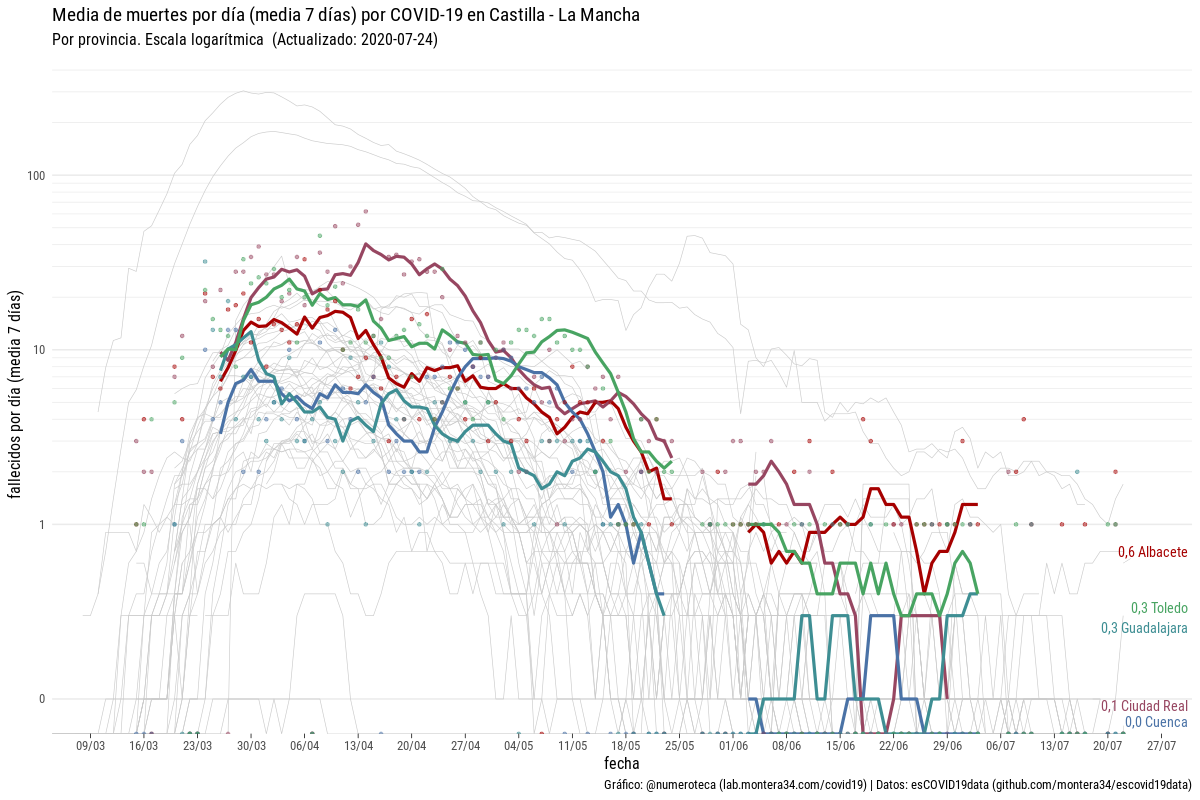 Media de muertes por día (media 7 días) por COVID-19 en Castilla - La Mancha
Por provincia. Escala logarítmica (Actualizado: 2020-07-24)
fallecidos por día (media 7 días)
100
10
1
0
0,6 Albacete
0,3 Toledo
0,3 Guadalajara
0,1 Ciudad Real
0,0 Cuenca
09/03 16/03 23/03 30/03 06/04 13/04 20/04 27/04 04/05 11/05 18/05 25/05 01/06 08/06 15/06 22/06 29/06 06/07 13/07 20/07 27/07
fecha
Gráfico: @numeroteca (lab.montera34.com/covid19) | Datos: esCOVID19data (github.com/montera34/escovid19data)